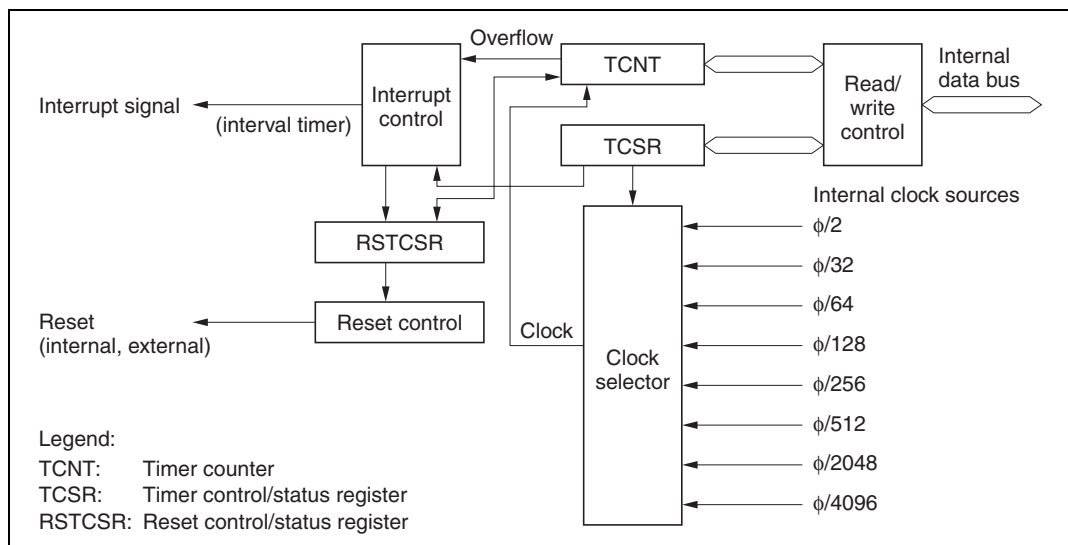 Overflow
TCNT
Internal
data bus
Read/
write
control
Interrupt
control
Interrupt signal
(interval timer)
TCSR
Internal clock sources
ϕ/2
RSTCSR
ϕ/32
ϕ/64
Reset
(internal, external)
Reset control
Clock
ϕ/128
Clock
selector
ϕ/256
ϕ/512
ϕ/2048
ϕ/4096
Legend:
TCNT: Timer counter
TCSR: Timer control/status register
RSTCSR: Reset control/status register